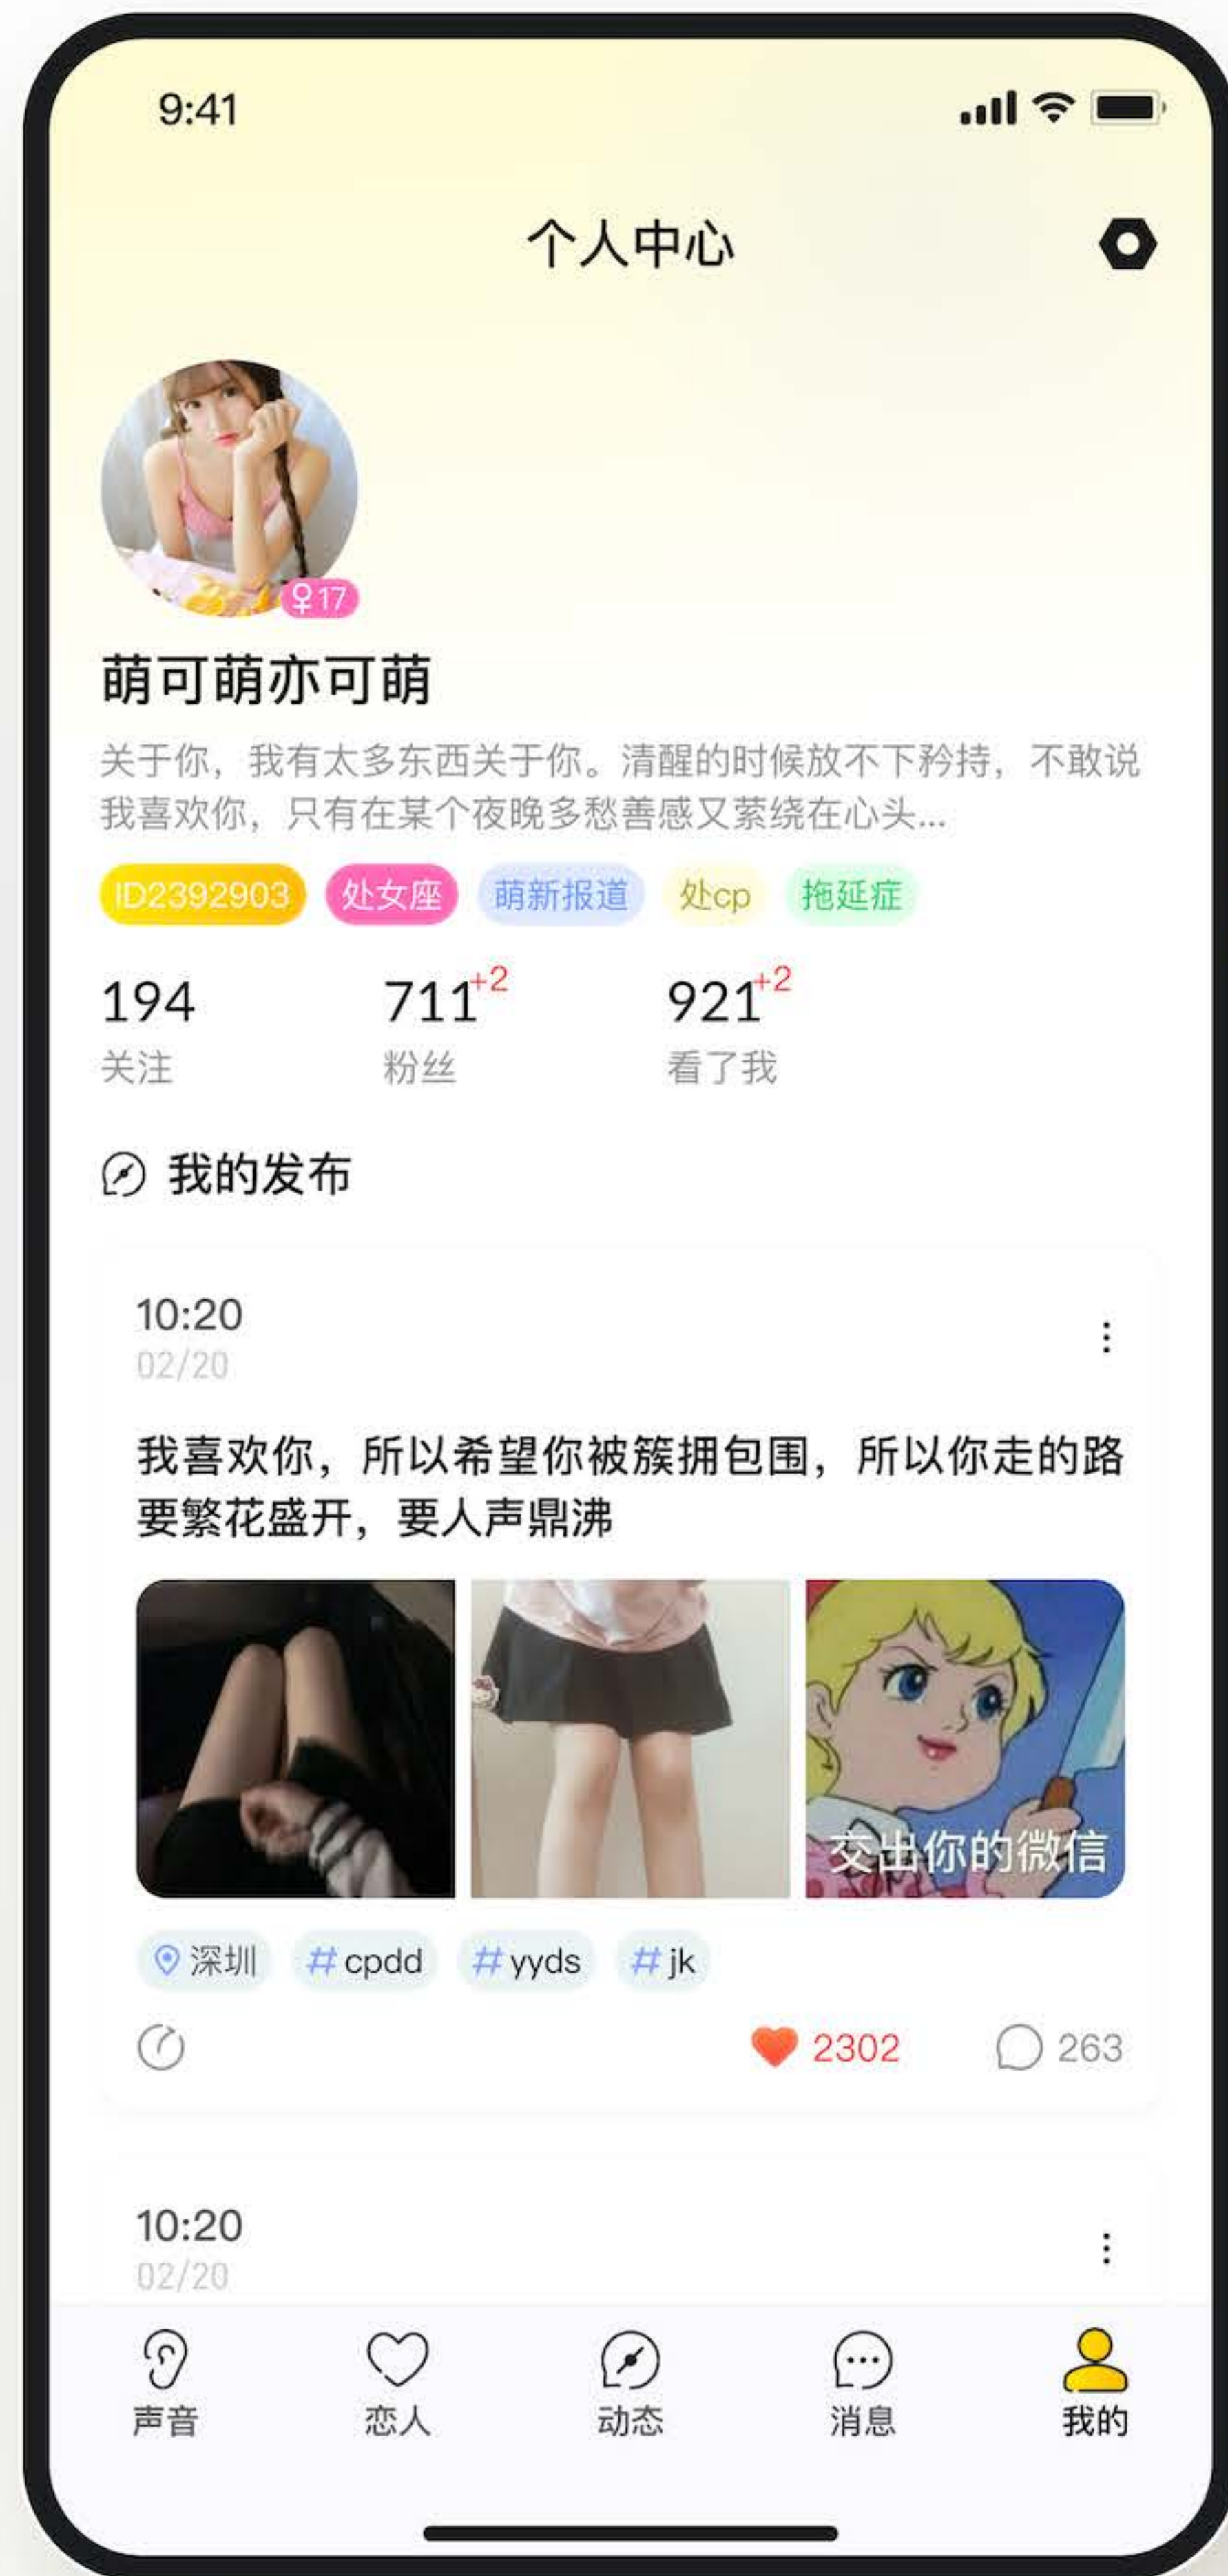 9:41
个人中心
17
萌可萌亦可萌
关于你，我有太多东西关于你。清醒的时候放不下矜持，不敢说
我喜欢你，只有在某个夜晚多愁善感又萦绕在心头...
ID2392903 处女座 萌新报道 处cp 拖延症
194 711+2 921+2
关注 粉丝 看了我
我的发布
10:20
02/20
我喜欢你，所以希望你被簇拥包围，所以你走的路
要繁花盛开，要人声鼎沸
交出你的微信
深圳 #cpdd #yyds #jk
2302 263
10:20
02/20
声音 恋人 动态 消息 我的